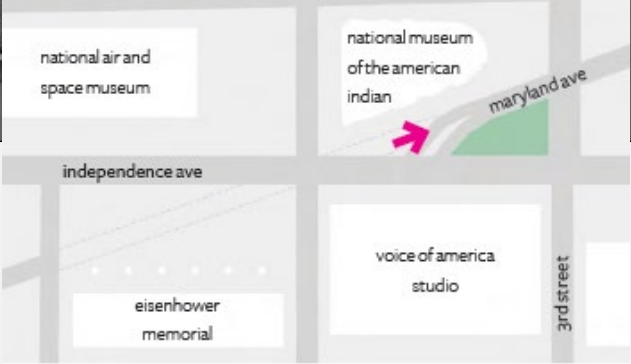 national air and
space museum
national museum
of the american
indian
maryland ave
independence ave
voice of america
studio
eisenhower
memorial
3rd street